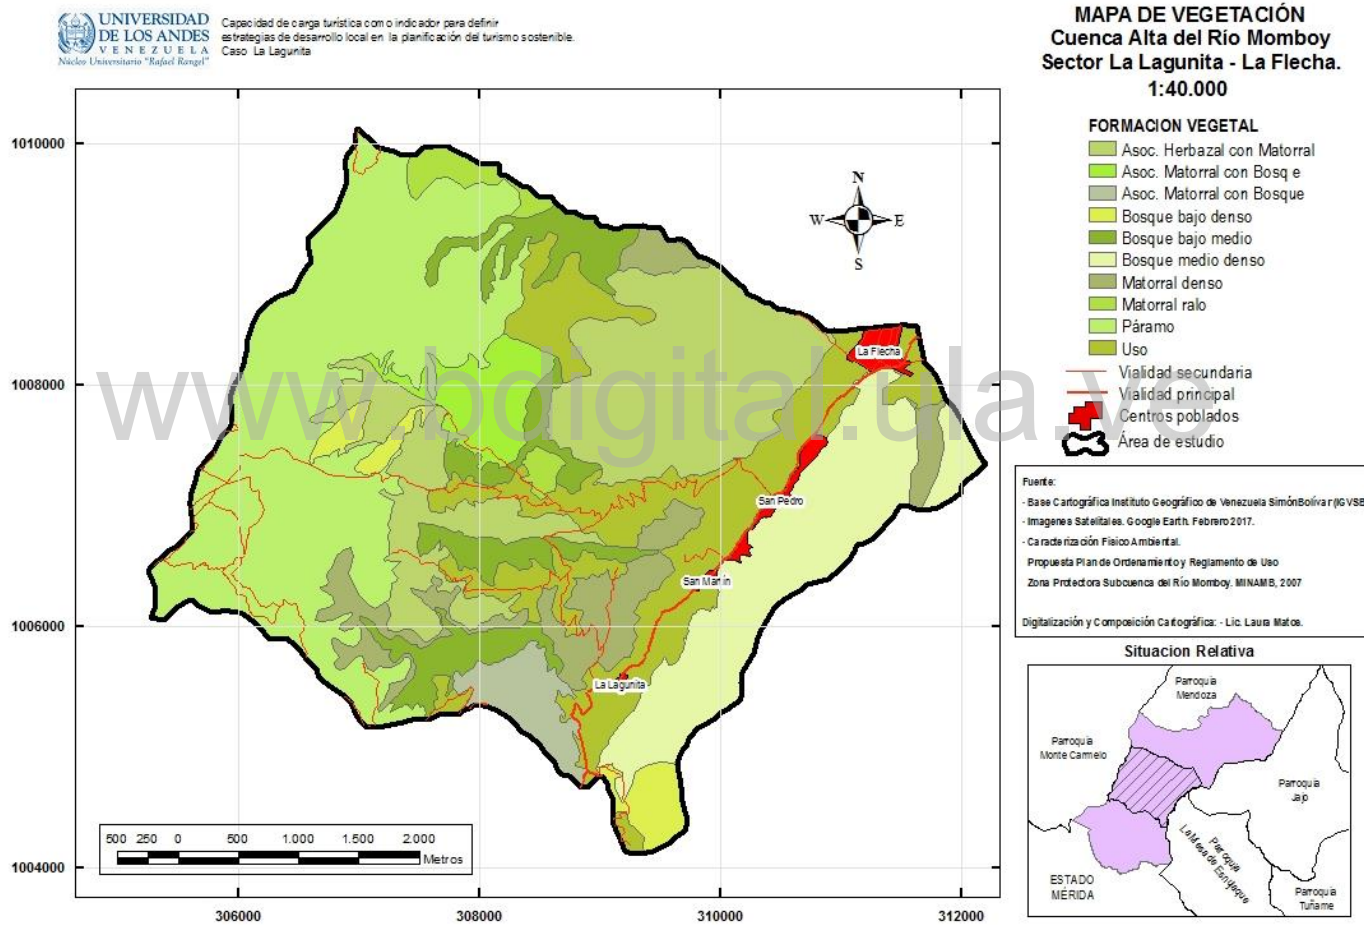 UNIVERSIDAD
DE LOS ANDES
VENEZUELA
Núcleo Universitario "Rafael Rangel"
Capacidad de carga turística como indicador para definir
estrategias de desarrollo local en la planificación del turismo sostenible.
Caso La Lagunita
MAPA DE VEGETACIÓN
Cuenca Alta del Río Momboy
Sector La Lagunita - La Flecha.
1:40.000
FORMACION VEGETAL
Asoc. Herbazal con Matorral
Asoc. Matorral con Bosq e
Asoc. Matorral con Bosque
Bosque bajo denso
Bosque bajo medio
Bosque medio denso
Matorral denso
Matorral ralo
Páramo
Uso
Vialidad secundaria
Vialidad principal
Centros poblados
Área de estudio
Fuente:
- Base Cartográfica Instituto Geográfico de Venezuela SimónBolívar (IGVSB
- Imagenes Satelitales. Google Earth. Febrero 2017.
- Caracterización Físico Ambiental.
Propuesta Plan de Ordenamiento y Reglamento de Uso
Zona Protectora Subcuenca del Río Momboy. MINAMB, 2007
Digitalización y Composición Cartográfica: - Lic. Laura Matos.
Situacion Relativa
Parroquia
Mendoza
Parroquia
Monte Carmelo
Parroquia
Jajo
Parroquia
La Mesa de Esnujaque
ESTADO
MÉRIDA
Parroquia
Tuñame
1010000
1008000
1006000
1004000
306000
308000
310000
312000
N
W
E
S
La Flecha
San Pedro
San Martín
La Lagunita
500 250 0 500 1.000 1.500 2.000
Metros
www.bdigital.ula.ve